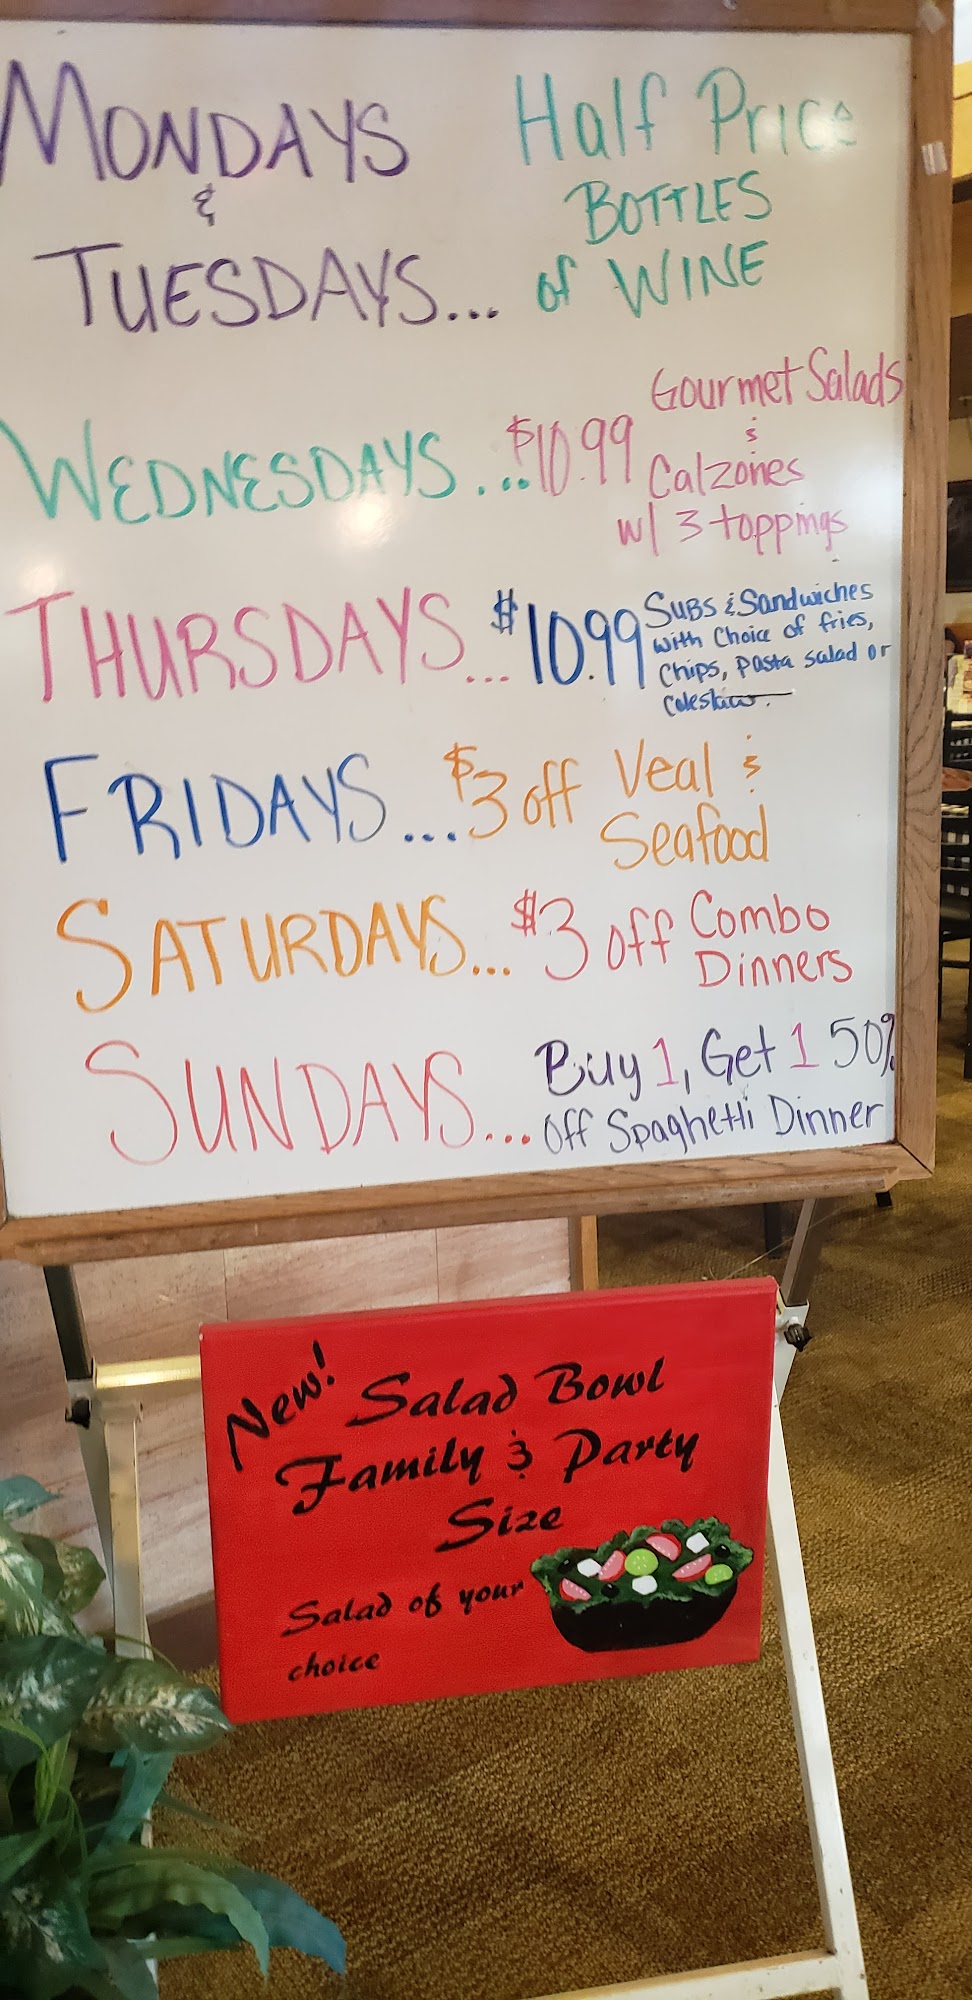 MONDAYS
&
TUESDAYS...
Half Price
BOTTLES
of WINE
WEDNESDAYS...
$10.99
Gourmet Salads
&
Calzones
w/ 3 toppings
THURSDAYS...
$10.99
SUBS & Sandwiches
with Choice of fries,
Chips, pasta salad or
Coleslaw.
FRIDAYS...
$3 off
Veal &
Seafood
SATURDAYS...
$3 off
Combo
Dinners
SUNDAYS...
Buy 1, Get 1 50%
Off Spaghetti Dinner
New!
Salad Bowl
Family & Party
Size
Salad of your
choice